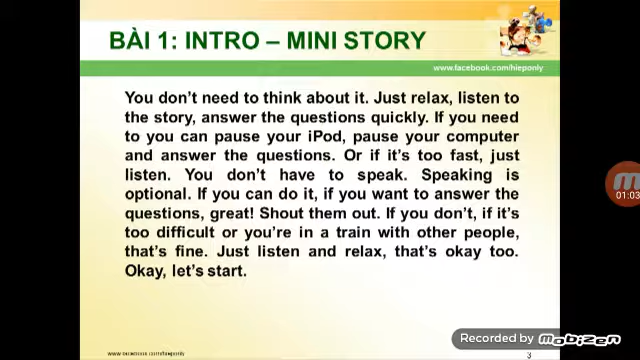 BÀI 1: INTRO – MINI STORY
www.facebook.com/hieponly
You don't need to think about it. Just relax, listen to
the story, answer the questions quickly. If you need
to you can pause your iPod, pause your computer
and answer the questions. Or if it's too fast, just
listen. You don't have to speak. Speaking is
optional. If you can do it, if you want to answer the
questions, great! Shout them out. If you don't, if it's
too difficult or you're in a train with other people,
that's fine. Just listen and relax, that's okay too.
Okay, let's start.
01:03
Recorded by Mobizen
www.facebook.com/hieponly
3